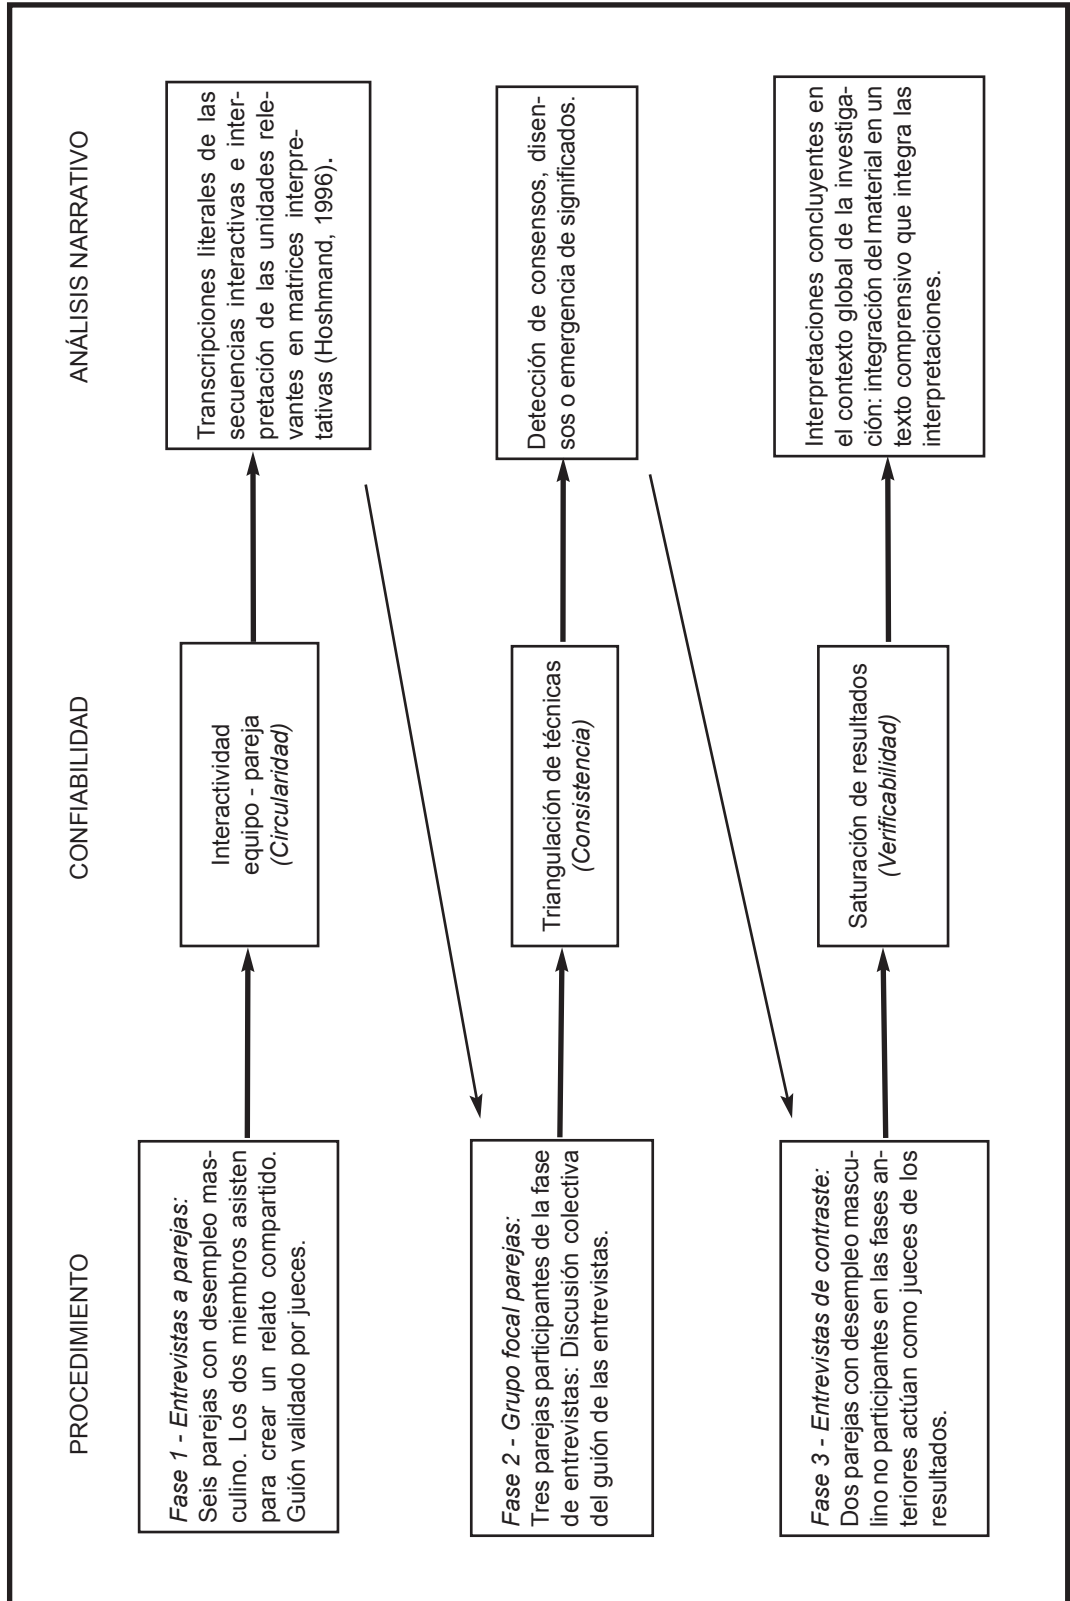 PROCEDIMIENTO
CONFIABILIDAD
ANÁLISIS NARRATIVO
Fase 1 - Entrevistas a parejas:
Seis parejas con desempleo mas-
culino. Los dos miembros asisten
para crear un relato compartido.
Guión validado por jueces.
Interactividad
equipo - pareja
(Circularidad)
Transcripciones literales de las
secuencias interactivas e inter-
pretación de las unidades rele-
vantes en matrices interpre-
tativas (Hoshmand, 1996).
Fase 2 - Grupo focal parejas:
Tres parejas participantes de la fase
de entrevistas: Discusión colectiva
del guión de las entrevistas.
Triangulación de técnicas
(Consistencia)
Detección de consensos, disen-
sos o emergencia de significados.
Fase 3 - Entrevistas de contraste:
Dos parejas con desempleo mascu-
lino no participantes en las fases an-
teriores actúan como jueces de los
resultados.
Saturación de resultados
(Verificabilidad)
Interpretaciones concluyentes en
el contexto global de la investiga-
ción: integración del material en un
texto comprensivo que integra las
interpretaciones.